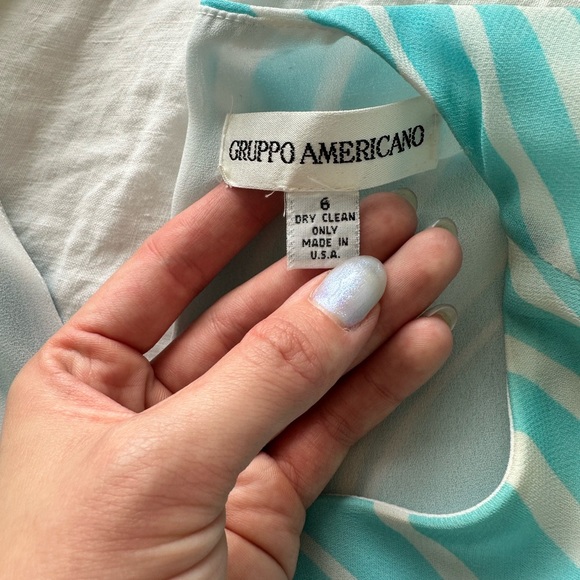 GRUPPO AMERICANO
6
DRY CLEAN
ONLY
MADE IN
U.S.A.